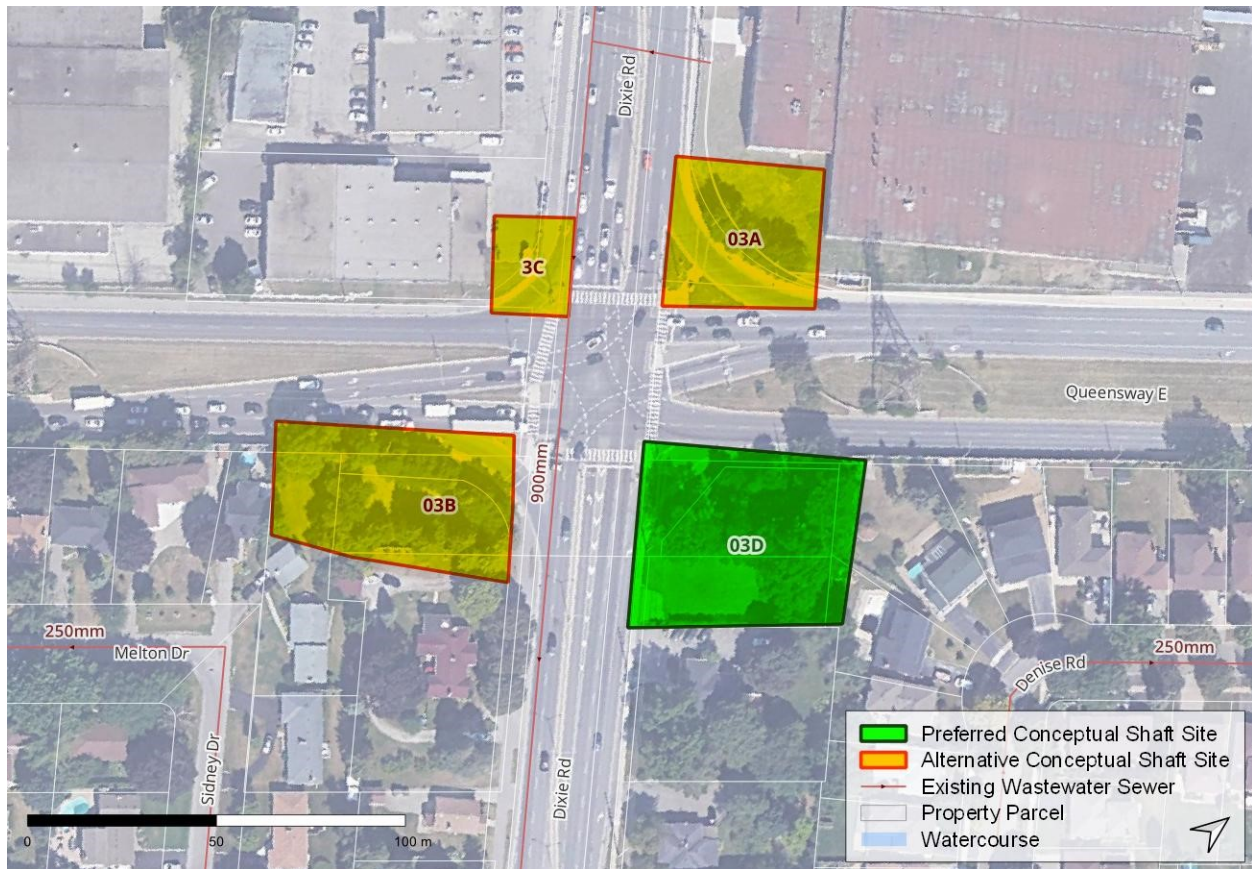 Dixie Rd
03A
3C
Queensway E
900mm
03B
03D
250mm
Melton Dr
250mm
Denise Rd
Sidney Dr
Dixie Rd
Preferred Conceptual Shaft Site
Alternative Conceptual Shaft Site
Existing Wastewater Sewer
Property Parcel
Watercourse
0
50
100 m